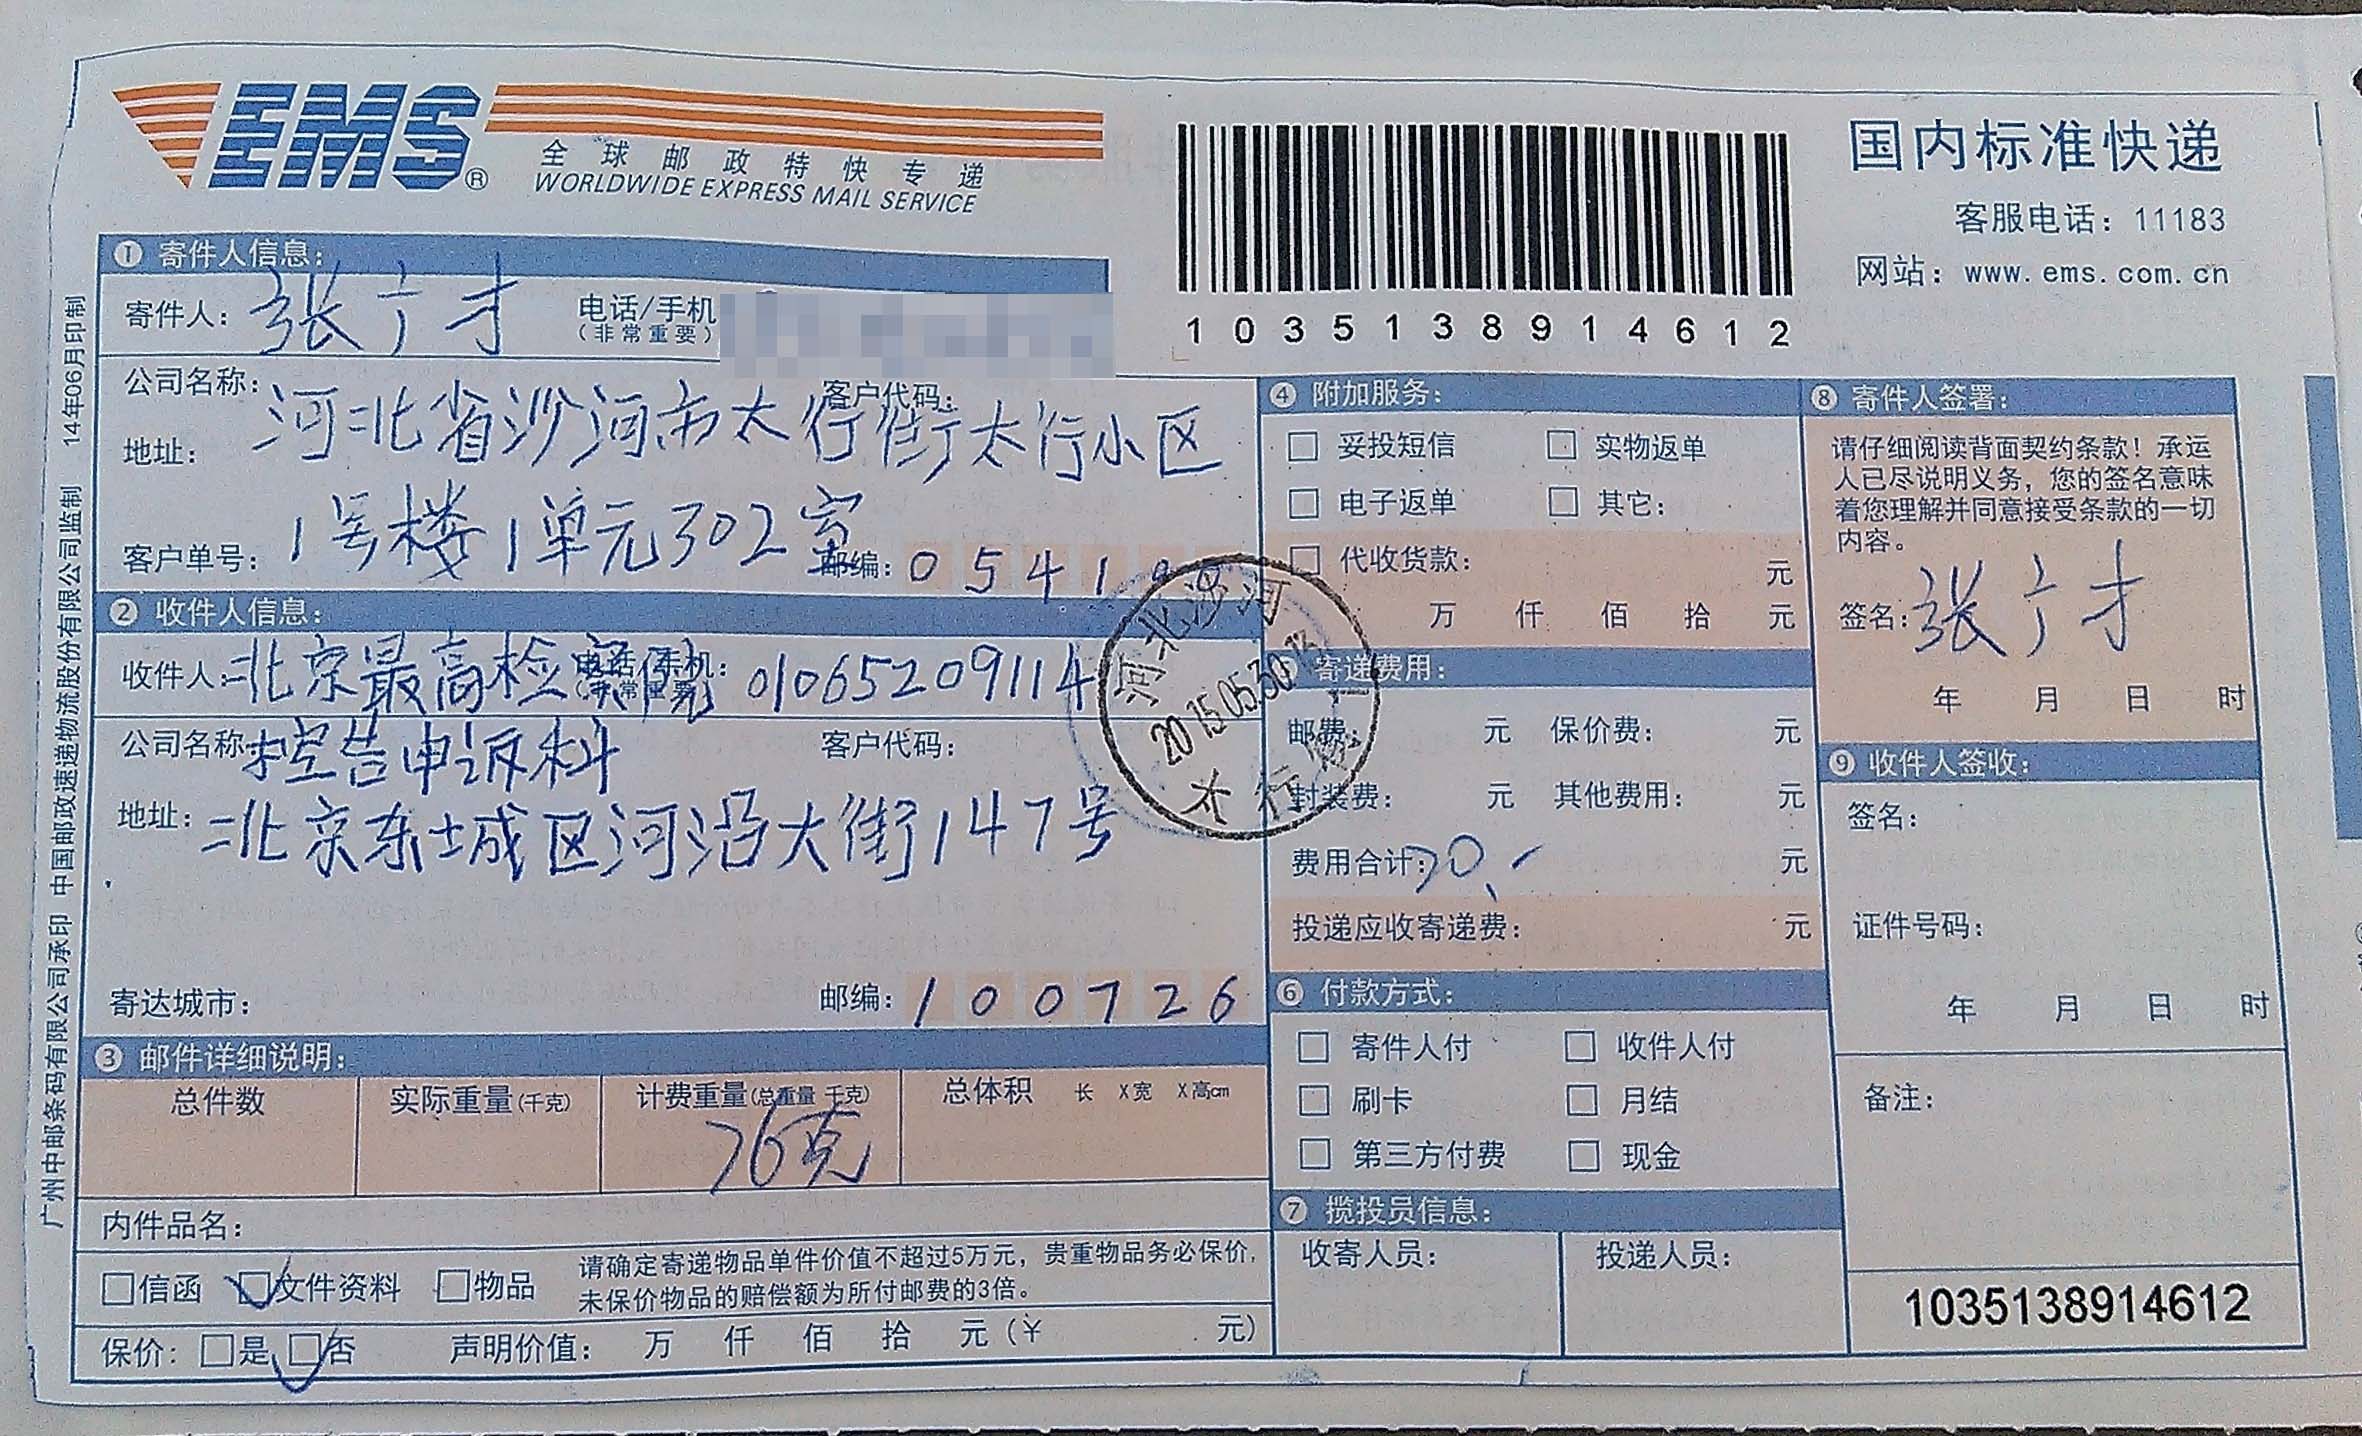 EMS®
全球邮政特快专递
WORLDWIDE EXPRESS MAIL SERVICE
1035138914612
国内标准快递
客服电话：11183
网站：www.ems.com.cn
广州中邮条码有限公司承印 中国邮政速递物流股份有限公司监制 14年06月印制
① 寄件人信息：
寄件人：张广才 电话/手机
（非常重要）
公司名称： 客户代码：
地址：河北省沙河市太行街太行小区
1号楼1单元302室
客户单号： 邮编：0541
② 收件人信息：
收件人：北京最高检察院 电话/手机：01065209114
（非常重要）
公司名称：控告申诉科 客户代码：
地址：北京东城区河沿大街147号
寄达城市： 邮编：100726
③ 邮件详细说明：
总件数 实际重量(千克) 计费重量(总重量 千克) 总体积 长 X宽 X高cm
76克
内件品名：
信函 文件资料 物品
请确定寄递物品单件价值不超过5万元，贵重物品务必保价，
未保价物品的赔偿额为所付邮费的3倍。
保价：是 否 声明价值： 万 仟 佰 拾 元（¥ 元）
④ 附加服务：
妥投短信 实物返单
电子返单 其它：
代收货款： 元
万 仟 佰 拾 元
寄递费用：
邮费： 元 保价费： 元
封装费： 元 其他费用： 元
费用合计：20.- 元
投递应收寄递费： 元
河北沙河
2015.05.30
太行
⑥ 付款方式：
寄件人付 收件人付
刷卡 月结
第三方付费 现金
⑦ 揽投员信息：
收寄人员： 投递人员：
⑧ 寄件人签署：
请仔细阅读背面契约条款！承运
人已尽说明义务，您的签名意味
着您理解并同意接受条款的一切
内容。
签名：张广才
年 月 日 时
⑨ 收件人签收：
签名：
证件号码：
年 月 日 时
备注：
1035138914612